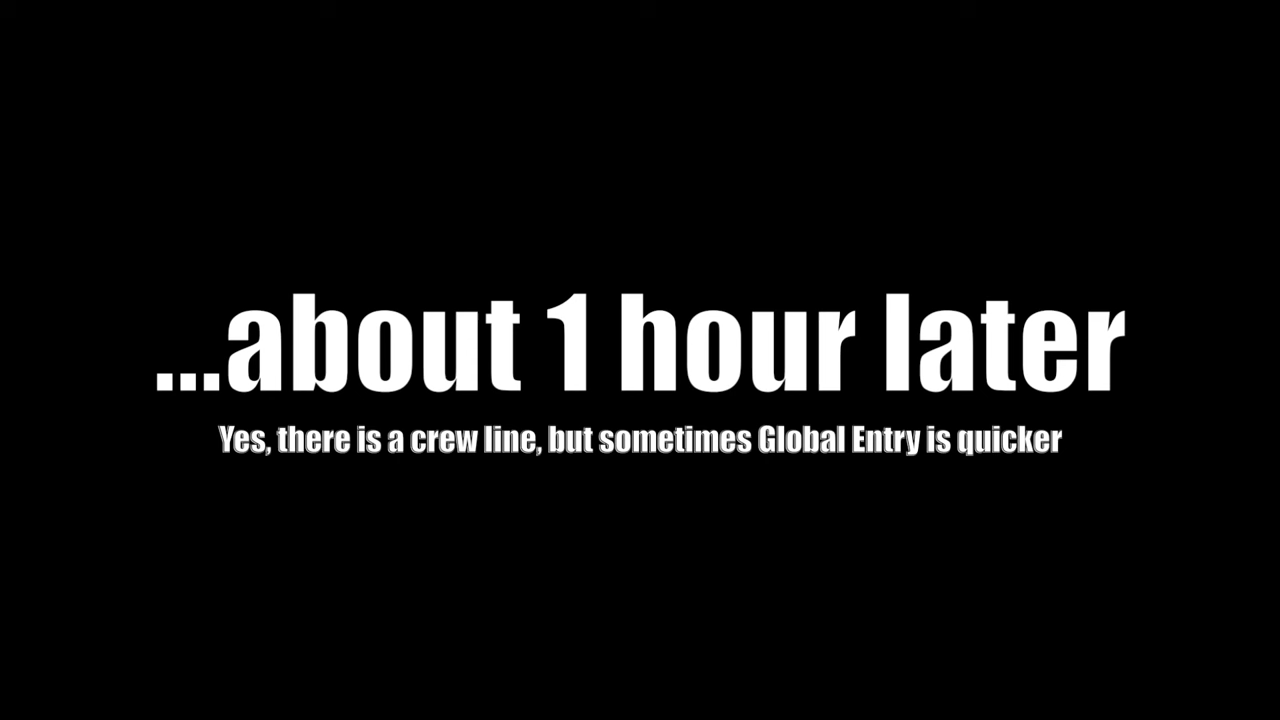 ...about 1 hour later
Yes, there is a crew line, but sometimes Global Entry is quicker